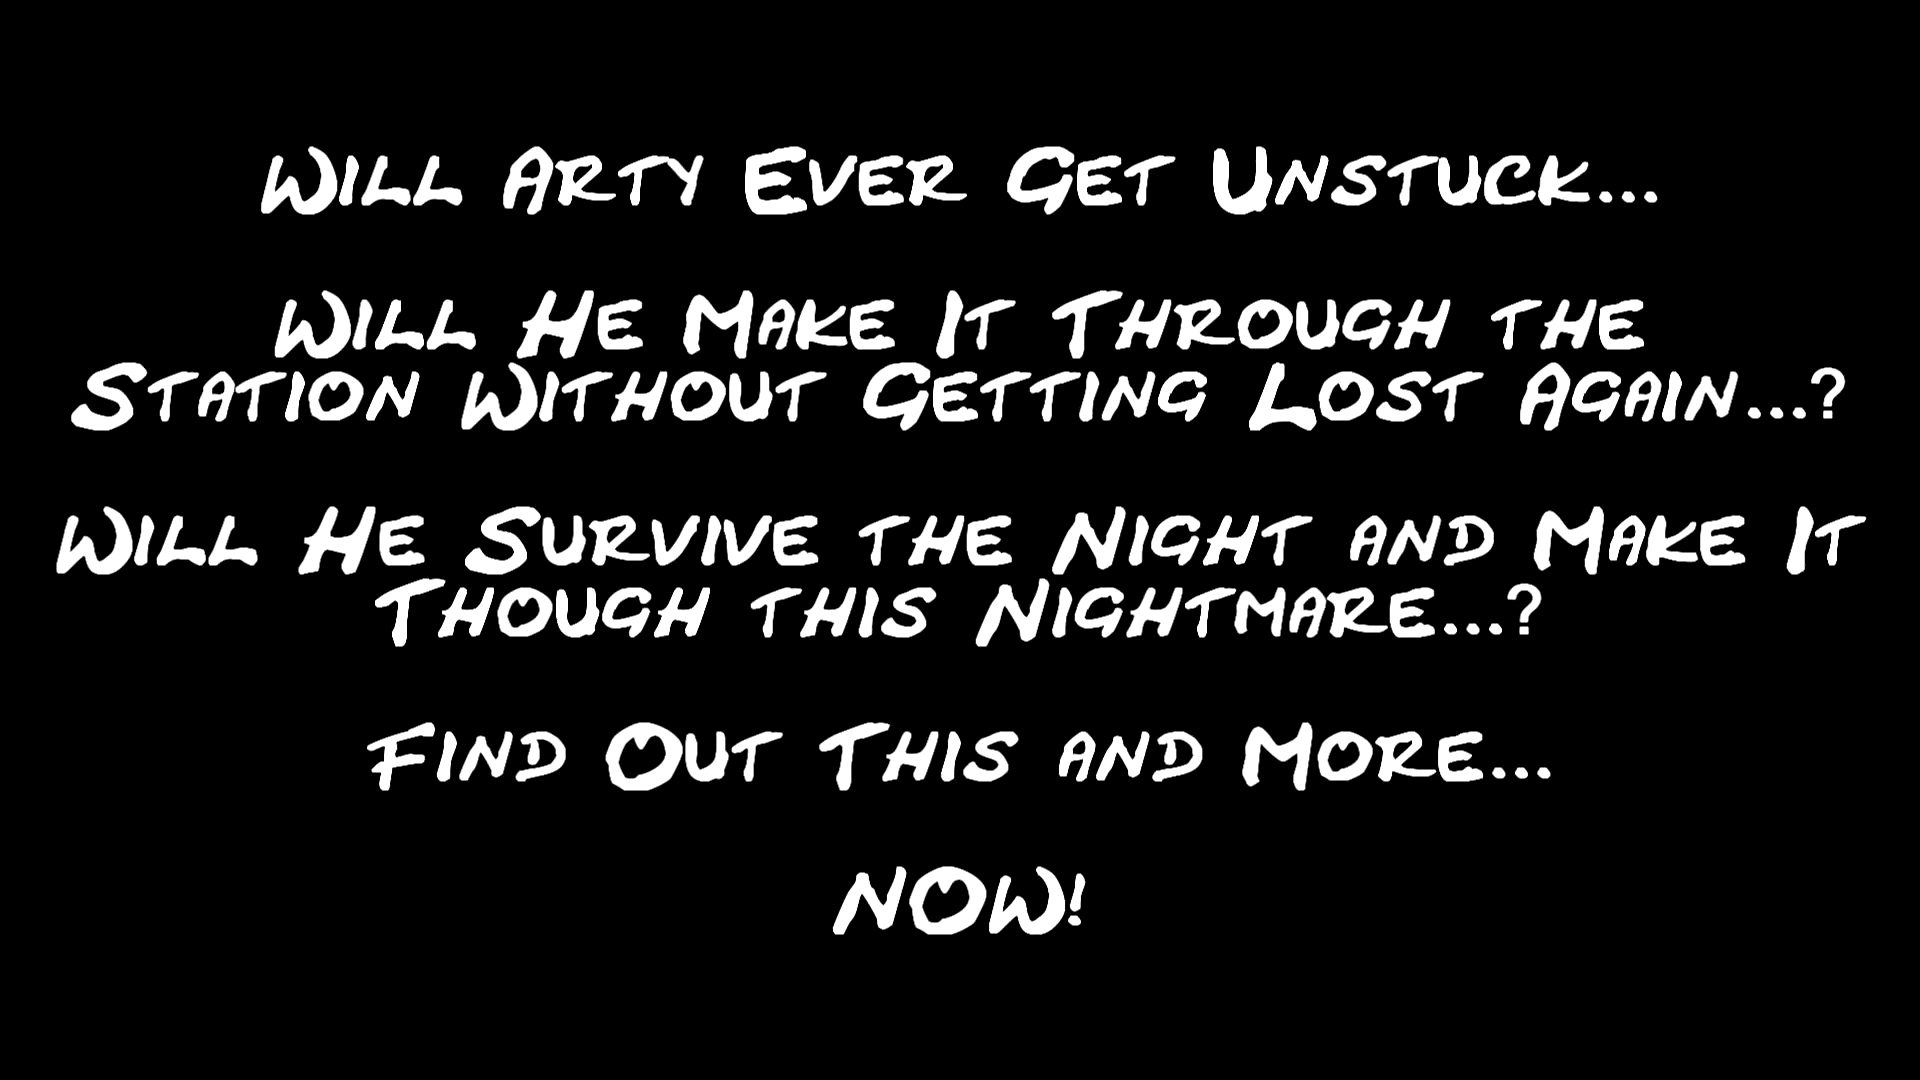 Will Arty Ever Get Unstuck...
Will He Make It Through the
Station Without Getting Lost Again...?
Will He Survive the Night and Make It
Though this Nightmare...?
Find Out This and More...
NOW!